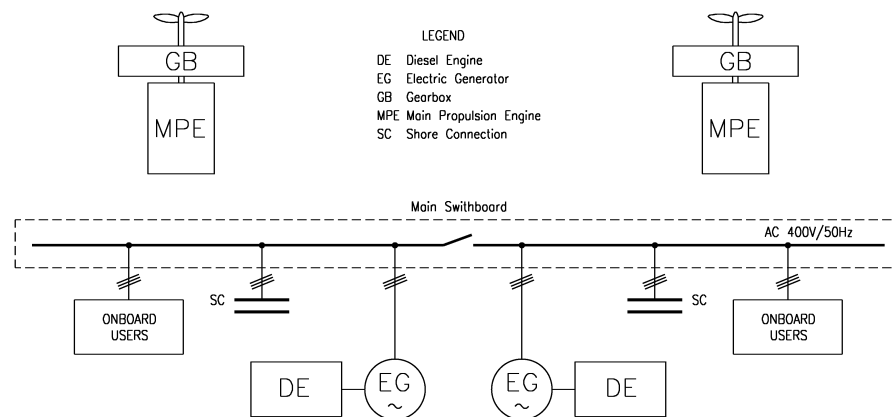 GB
MPE
LEGEND
DE Diesel Engine
EG Electric Generator
GB Gearbox
MPE Main Propulsion Engine
SC Shore Connection
GB
MPE
Main Swithboard
AC 400V/50Hz
ONBOARD
USERS
SC
SC
ONBOARD
USERS
DE
EG
~
EG
~
DE